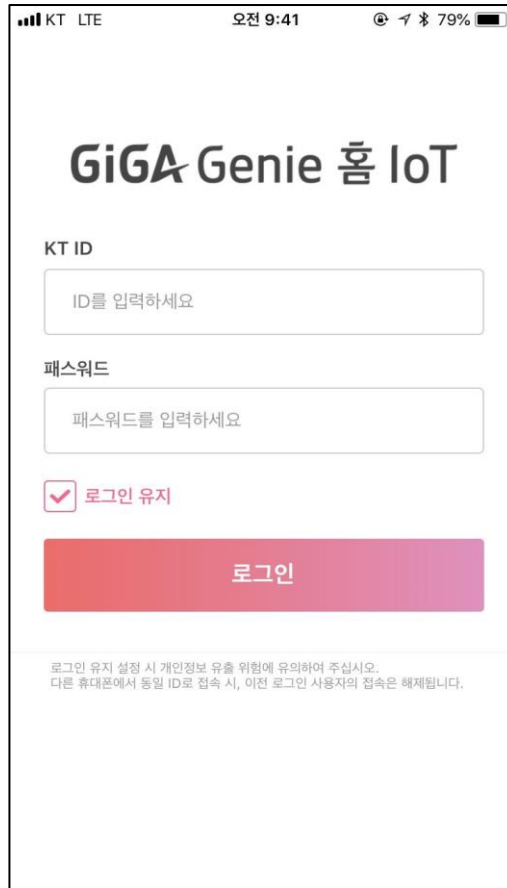 KT LTE 오전 9:41 79%
GiGA Genie 홈 IoT
KT ID
ID를 입력하세요
패스워드
패스워드를 입력하세요
로그인 유지
로그인
로그인 유지 설정 시 개인정보 유출 위험에 유의하여 주십시오.
다른 휴대폰에서 동일 ID로 접속 시, 이전 로그인 사용자의 접속은 해제됩니다.